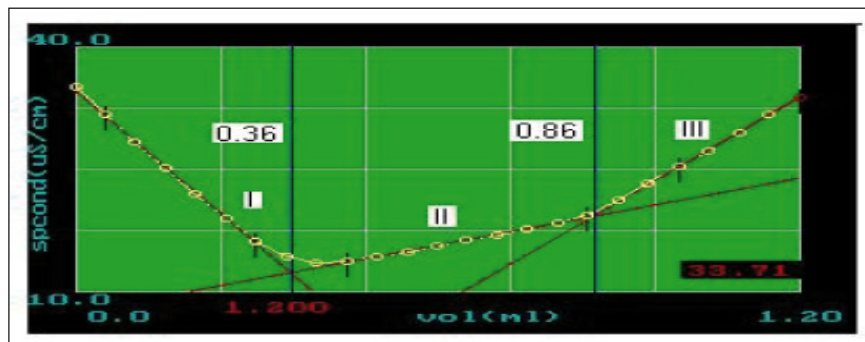 40.0
spcond(uS/cm)
0.36
0.86
III
I
II
33.71
10.0
1.200
0.0
vol(ml)
1.20